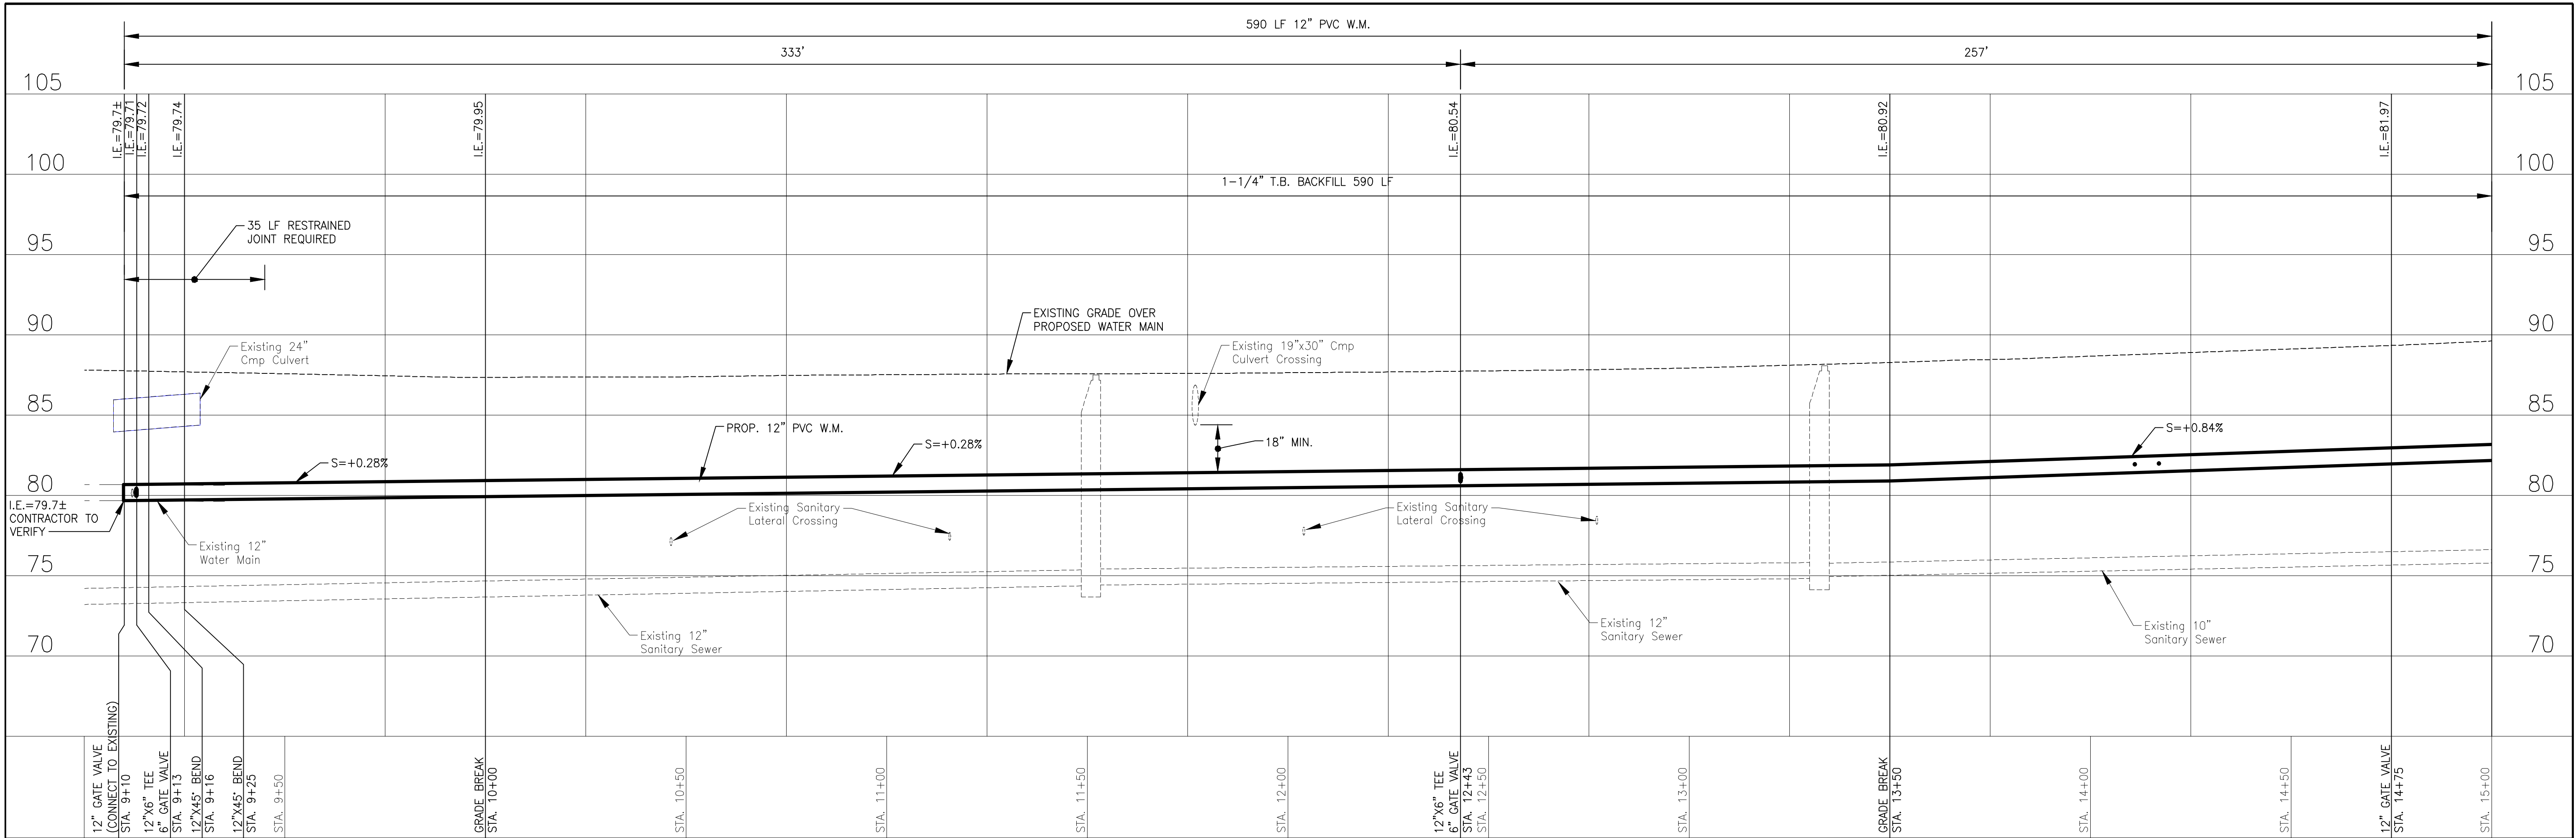 590 LF 12" PVC W.M.
333'
257'
105
105
I.E.=79.7±
I.E.=79.71
I.E.=79.72
I.E.=79.74
I.E.=79.95
I.E.=80.54
I.E.=80.92
I.E.=81.97
100
100
1-1/4" T.B. BACKFILL 590 LF
35 LF RESTRAINED
JOINT REQUIRED
95
95
EXISTING GRADE OVER
PROPOSED WATER MAIN
90
90
Existing 24"
Cmp Culvert
Existing 19"x30" Cmp
Culvert Crossing
85
85
PROP. 12" PVC W.M.
S=+0.28%
S=+0.28%
18" MIN.
S=+0.84%
80
80
I.E.=79.7±
CONTRACTOR TO
VERIFY
Existing 12"
Water Main
Existing Sanitary
Lateral Crossing
Existing Sanitary
Lateral Crossing
75
75
Existing 12"
Sanitary Sewer
Existing 12"
Sanitary Sewer
Existing 10"
Sanitary Sewer
70
70
12" GATE VALVE
(CONNECT TO EXISTING)
STA. 9+10
12"X6" TEE
6" GATE VALVE
STA. 9+13
12"X45° BEND
STA. 9+16
12"X45° BEND
STA. 9+25
STA. 9+50
GRADE BREAK
STA. 10+00
STA. 10+50
STA. 11+00
STA. 11+50
STA. 12+00
12"X6" TEE
6" GATE VALVE
STA. 12+43
STA. 12+50
STA. 13+00
GRADE BREAK
STA. 13+50
STA. 14+00
STA. 14+50
12" GATE VALVE
STA. 14+75
STA. 15+00